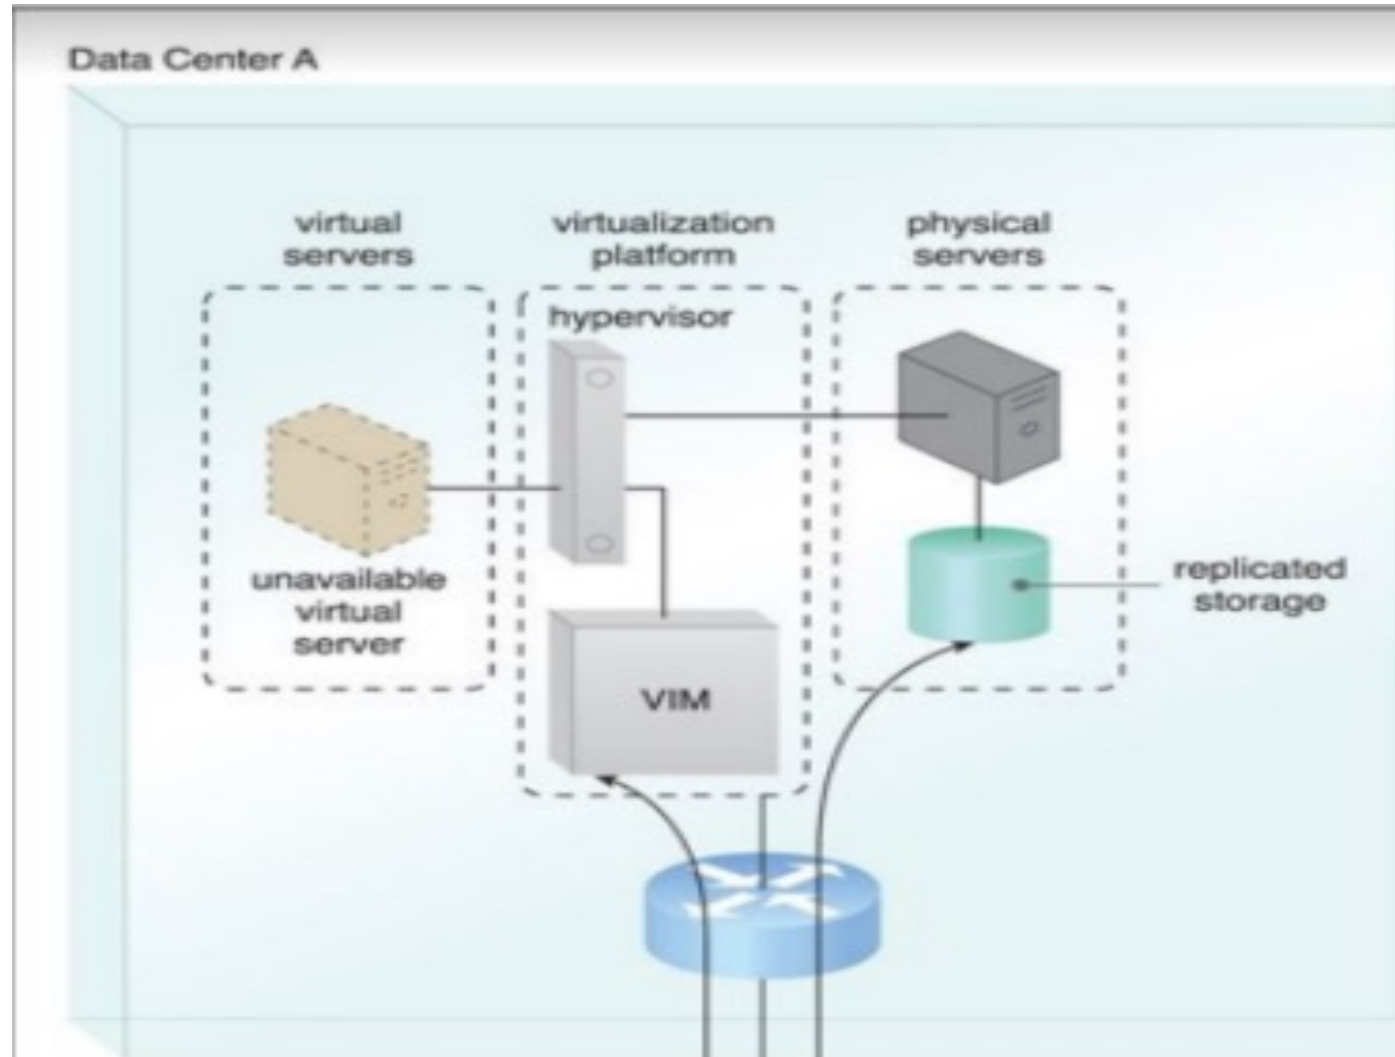 Data Center A
virtual
servers
virtualization
platform
physical
servers
hypervisor
unavailable
virtual
server
replicated
storage
VIM